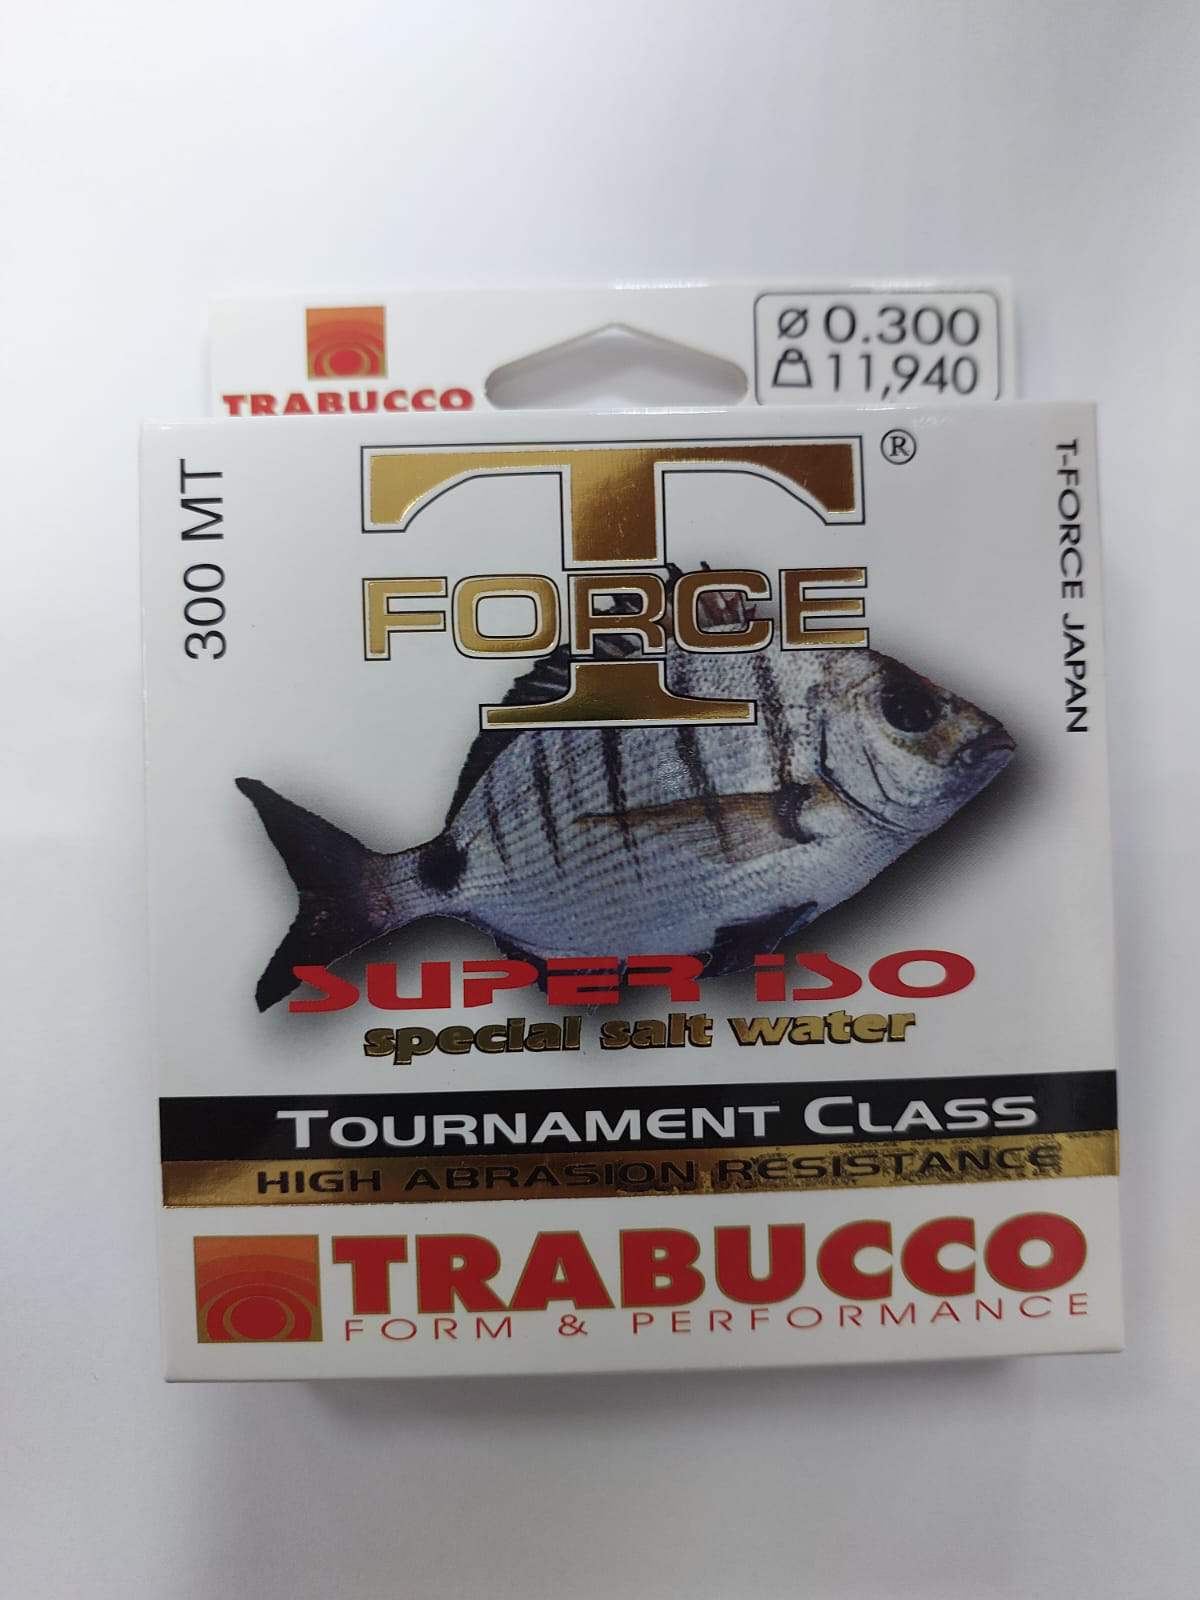 TRABUCCO
Ø 0.300
11,940
300 MT
T ®
FORCE
T-FORCE JAPAN
SUPER ISO
special salt water
TOURNAMENT CLASS
HIGH ABRASION RESISTANCE
TRABUCCO
FORM & PERFORMANCE